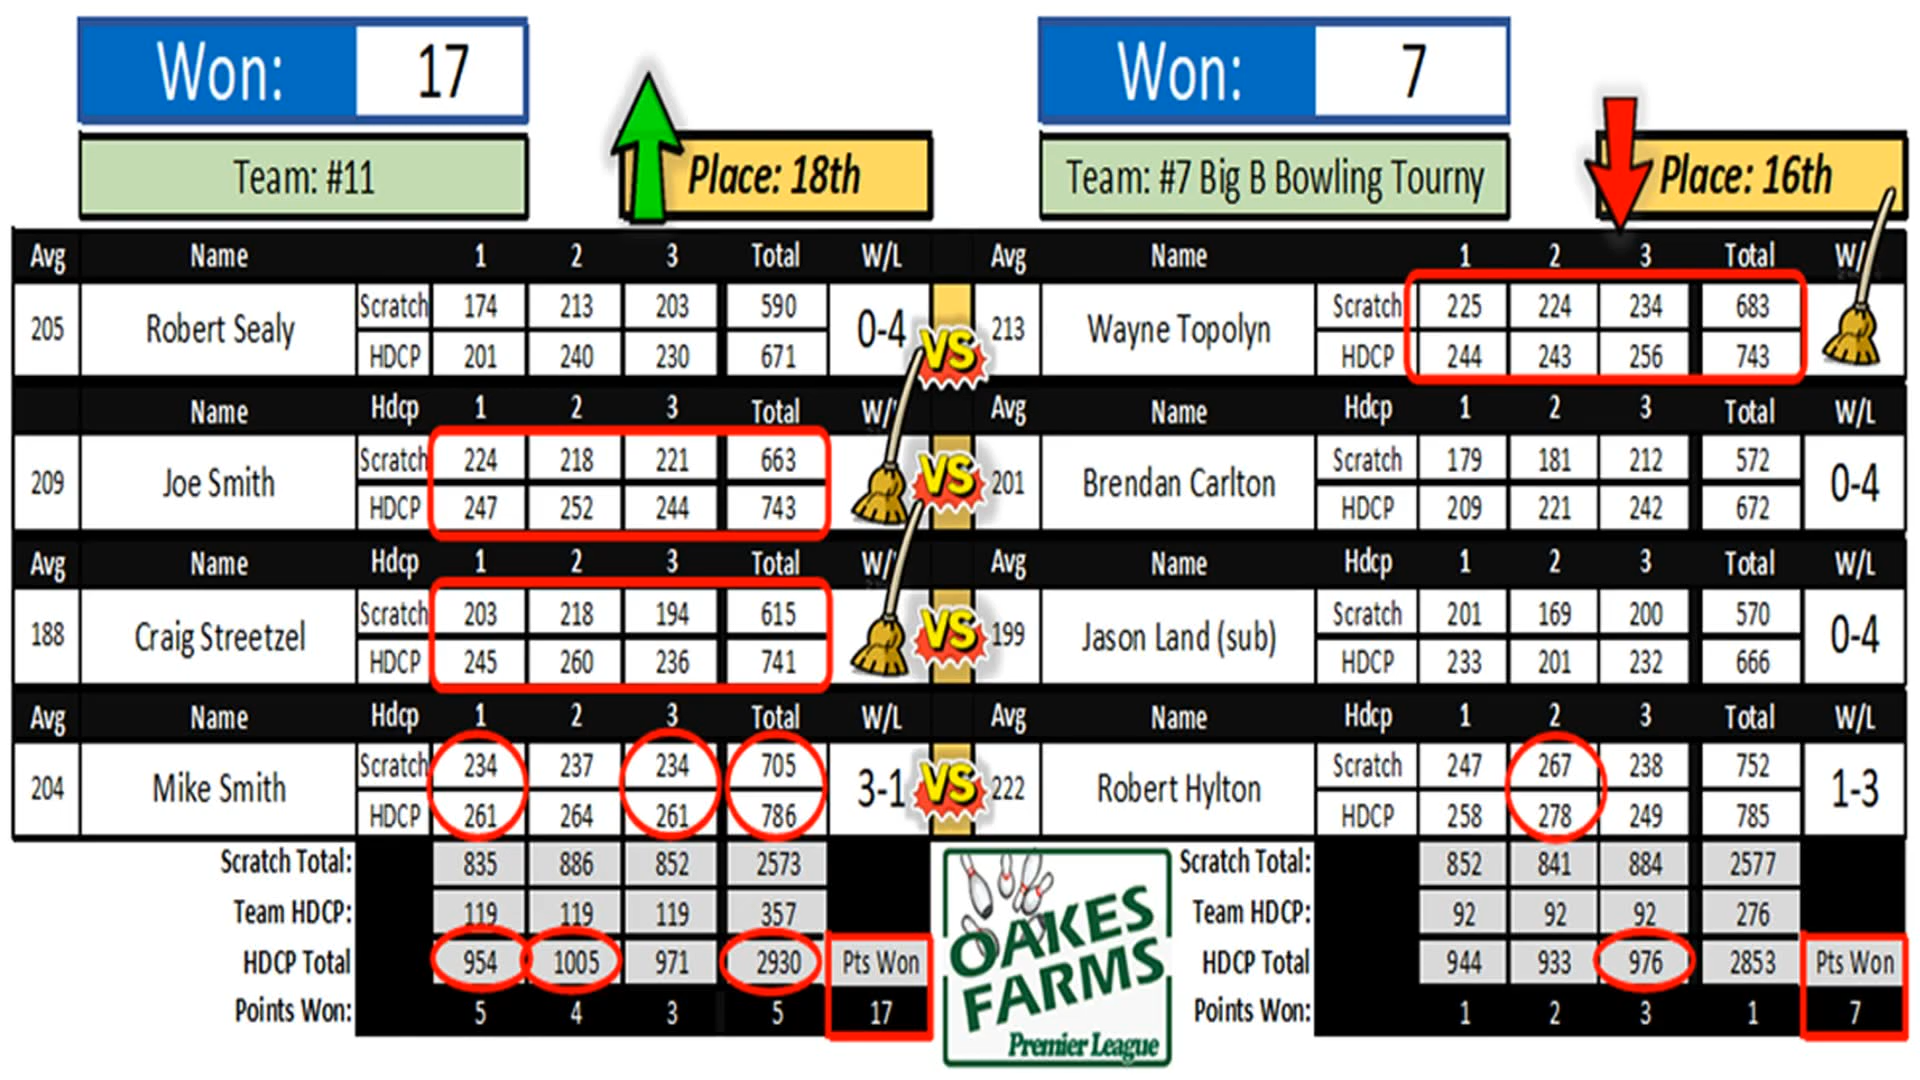 Won: 17 Won: 7
Team: #11 Place: 18th Team: #7 Big B Bowling Tourny Place: 16th
Avg Name 1 2 3 Total W/L Avg Name 1 2 3 Total W/
205 Robert Sealy Scratch 174 213 203 590 0-4 VS 213 Wayne Topolyn Scratch 225 224 234 683
HDCP 201 240 230 671 HDCP 244 243 256 743
Name Hdcp 1 2 3 Total W/ Avg Name Hdcp 1 2 3 Total W/L
209 Joe Smith Scratch 224 218 221 663 VS 201 Brendan Carlton Scratch 179 181 212 572 0-4
HDCP 247 252 244 743 HDCP 209 221 242 672
Avg Name Hdcp 1 2 3 Total W/ Avg Name Hdcp 1 2 3 Total W/L
188 Craig Streetzel Scratch 203 218 194 615 VS 199 Jason Land (sub) Scratch 201 169 200 570 0-4
HDCP 245 260 236 741 HDCP 233 201 232 666
Avg Name Hdcp 1 2 3 Total W/L Avg Name Hdcp 1 2 3 Total W/L
204 Mike Smith Scratch 234 237 234 705 3-1 VS 222 Robert Hylton Scratch 247 267 238 752 1-3
HDCP 261 264 261 786 HDCP 258 278 249 785
Scratch Total: 835 886 852 2573 Scratch Total: 852 841 884 2577
Team HDCP: 119 119 119 357 Team HDCP: 92 92 92 276
HDCP Total 954 1005 971 2930 Pts Won HDCP Total 944 933 976 2853 Pts Won
Points Won: 5 4 3 5 17 Points Won: 1 2 3 1 7
OAKES
FARMS
Premier League